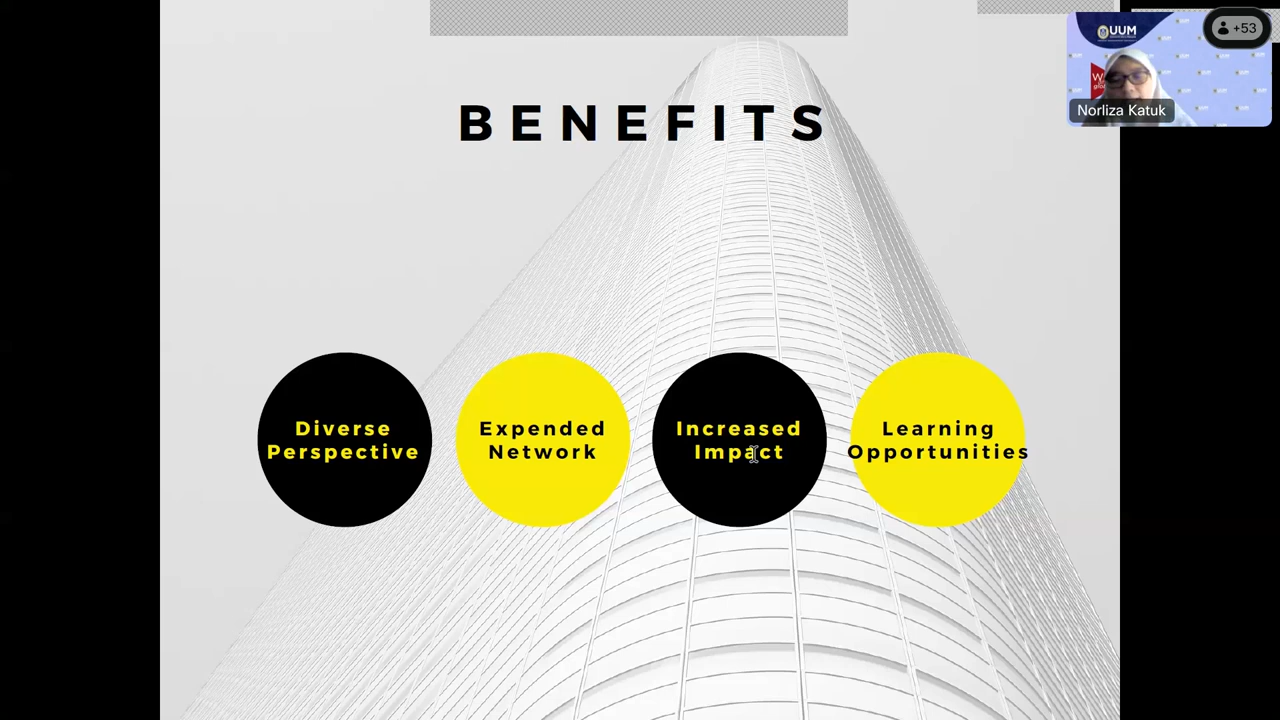 BENEFITS
Diverse
Perspective
Expended
Network
Increased
Impact
Learning
Opportunities
UUM
+53
Norliza Katuk